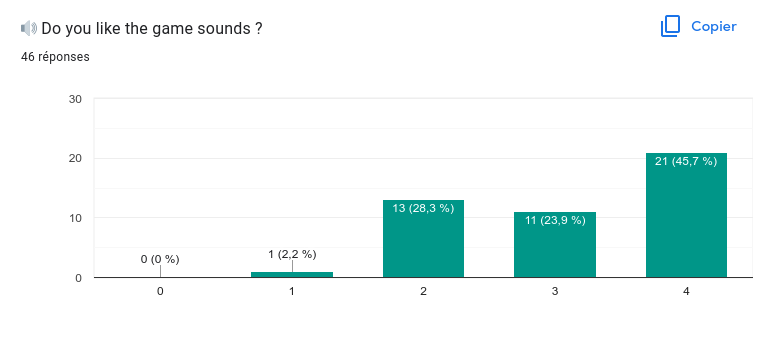 🔊 Do you like the game sounds ?
Copier
46 réponses
30
20
10
0
0 (0 %)
1 (2,2 %)
13 (28,3 %)
11 (23,9 %)
21 (45,7 %)
0 1 2 3 4